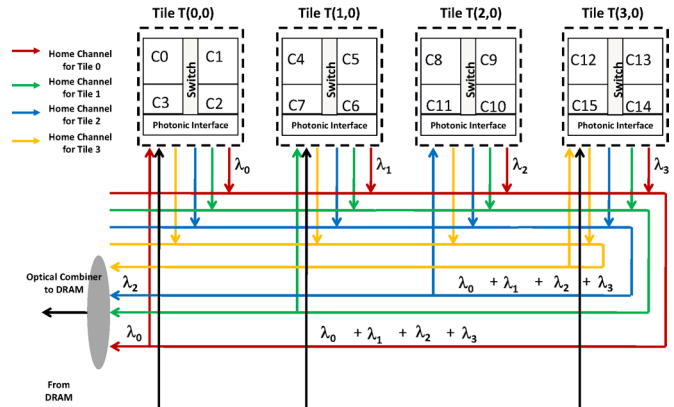 Tile T(0,0) Tile T(1,0) Tile T(2,0) Tile T(3,0)
Home Channel
for Tile 0
Home Channel
for Tile 1
Home Channel
for Tile 2
Home Channel
for Tile 3
C0 Switch C1
C3 C2
Photonic Interface
C4 Switch C5
C7 C6
Photonic Interface
C8 Switch C9
C11 C10
Photonic Interface
C12 Switch C13
C15 C14
Photonic Interface
λ0 λ1 λ2 λ3
Optical Combiner
to DRAM
λ2
λ0 + λ1 + λ2 + λ3
λ0
λ0 + λ1 + λ2 + λ3
From
DRAM